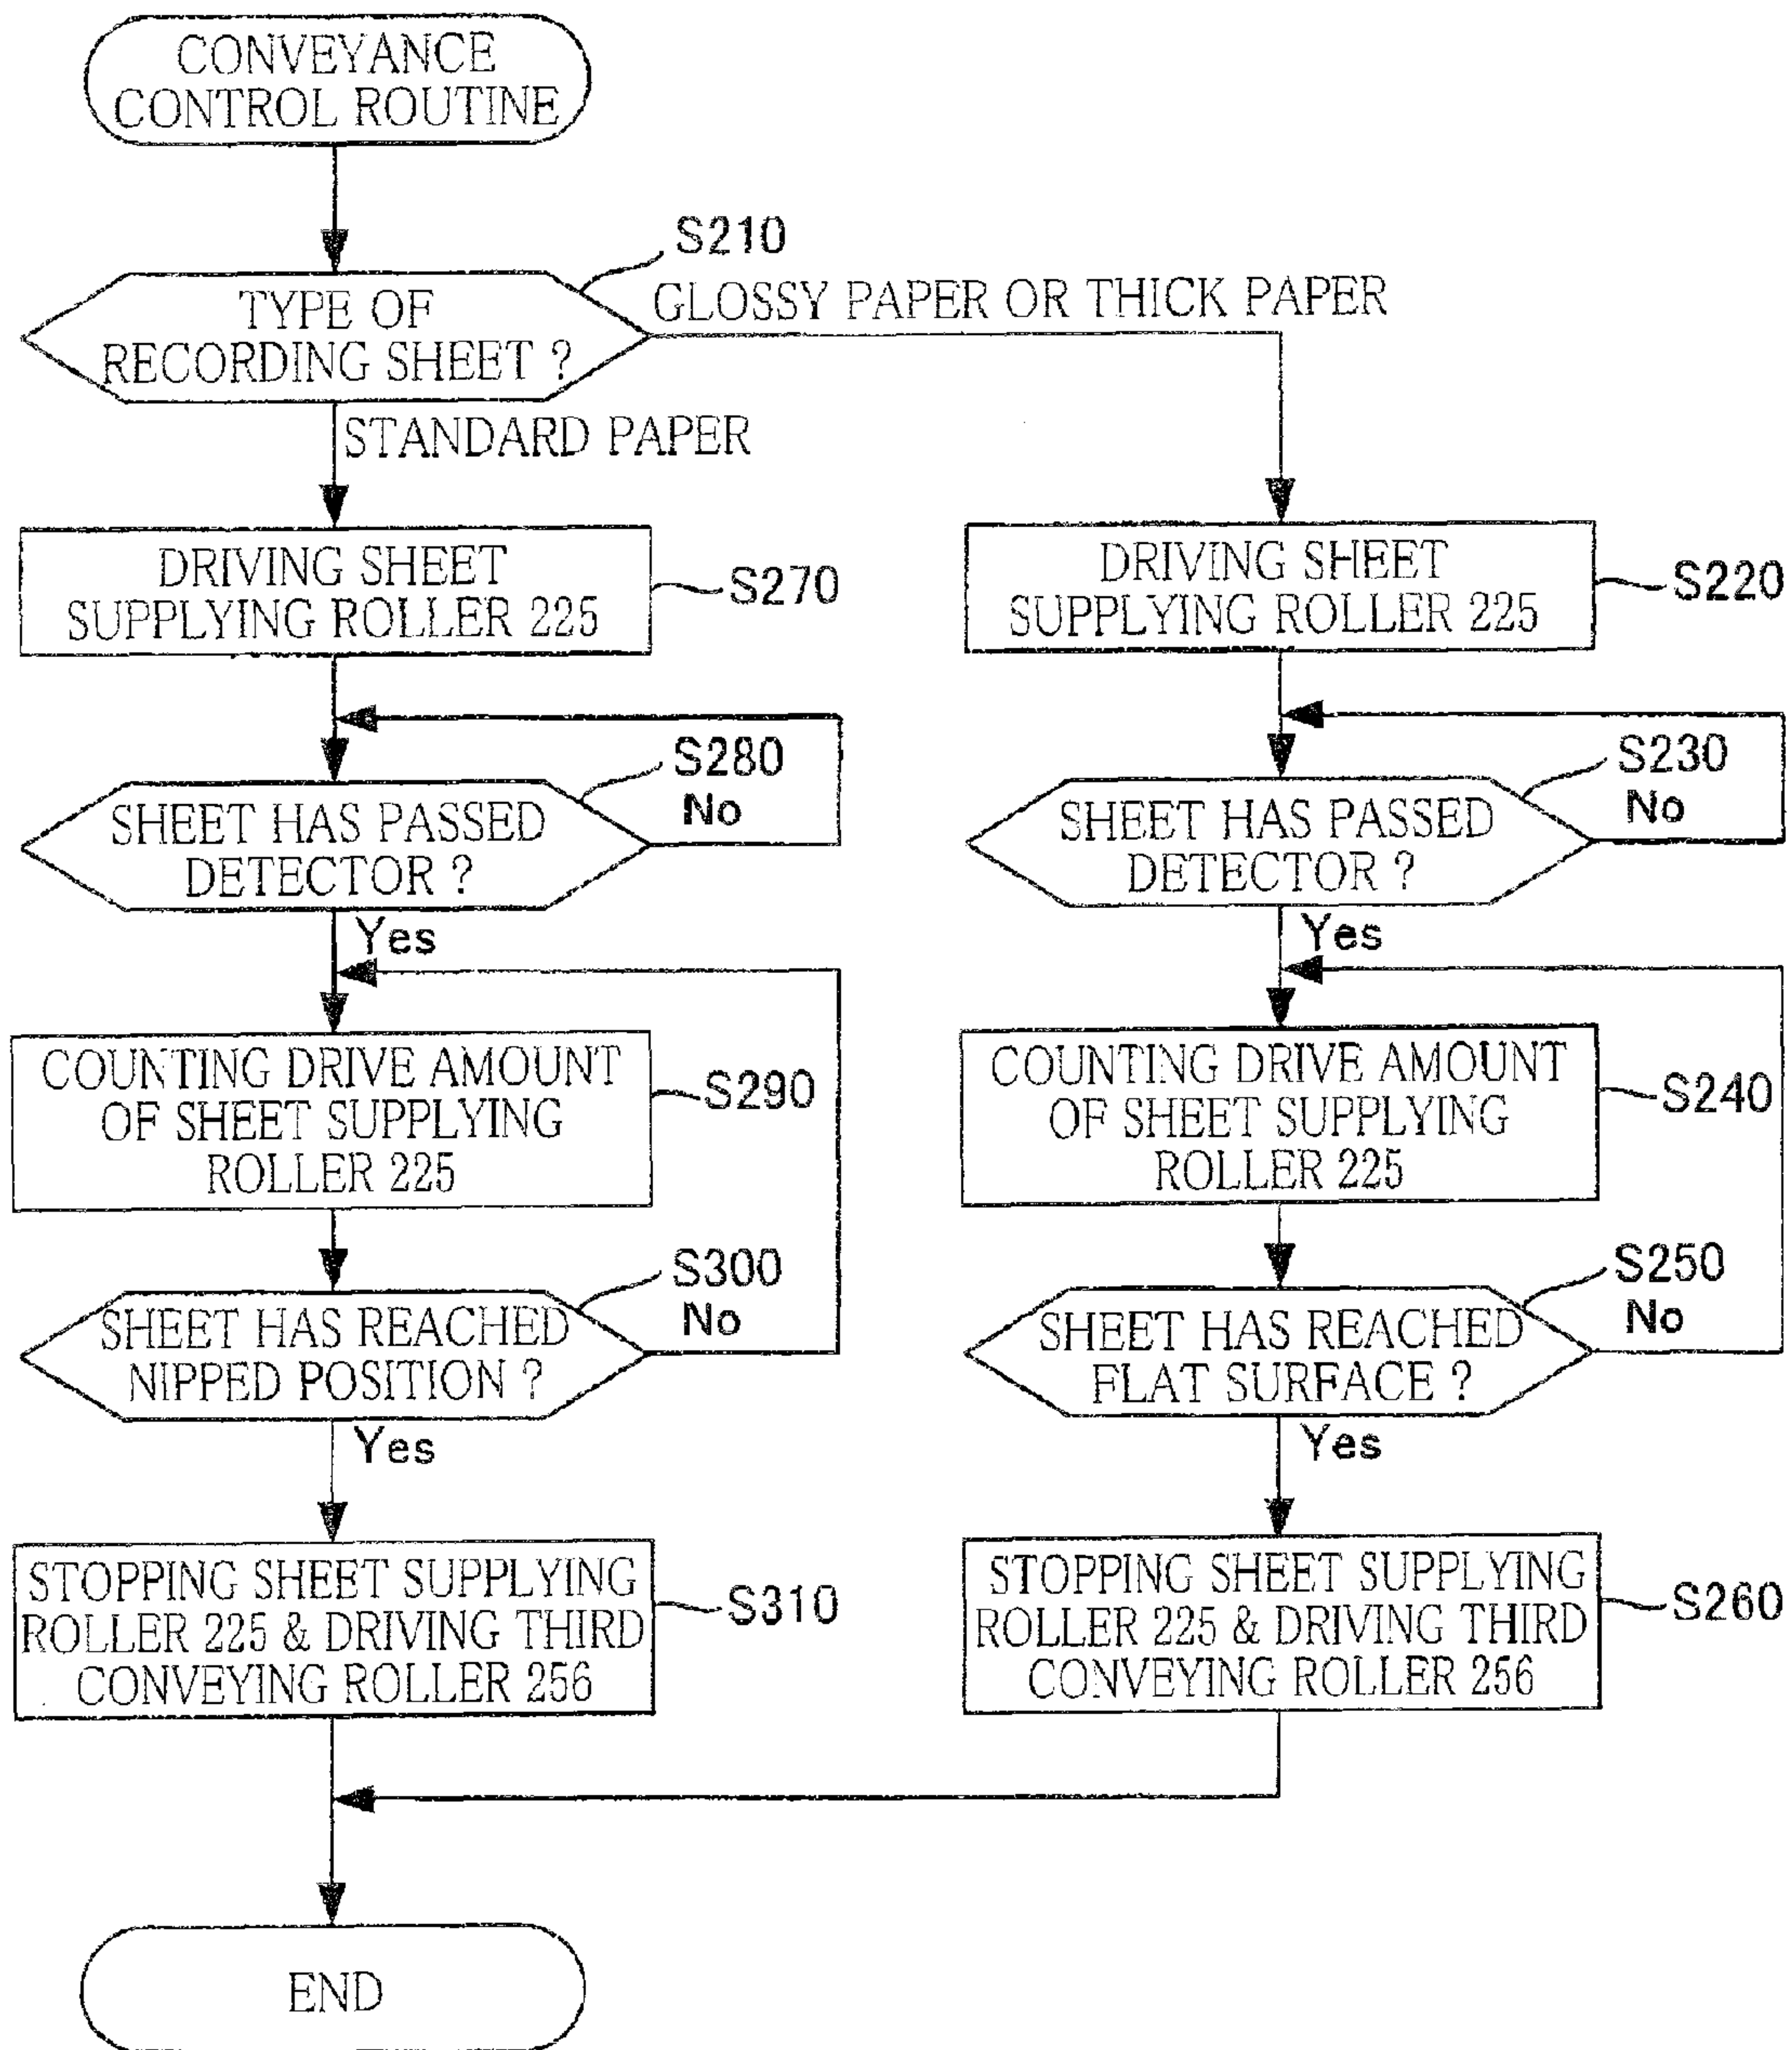 CONVEYANCE
CONTROL ROUTINE
S210
TYPE OF
RECORDING SHEET ?
GLOSSY PAPER OR THICK PAPER
STANDARD PAPER
DRIVING SHEET
SUPPLYING ROLLER 225
S270
SHEET HAS PASSED
DETECTOR ?
S280
No
Yes
COUNTING DRIVE AMOUNT
OF SHEET SUPPLYING
ROLLER 225
S290
SHEET HAS REACHED
NIPPED POSITION ?
S300
No
Yes
STOPPING SHEET SUPPLYING
ROLLER 225 & DRIVING THIRD
CONVEYING ROLLER 256
S310
DRIVING SHEET
SUPPLYING ROLLER 225
S220
SHEET HAS PASSED
DETECTOR ?
S230
No
Yes
COUNTING DRIVE AMOUNT
OF SHEET SUPPLYING
ROLLER 225
S240
SHEET HAS REACHED
FLAT SURFACE ?
S250
No
Yes
STOPPING SHEET SUPPLYING
ROLLER 225 & DRIVING THIRD
CONVEYING ROLLER 256
S260
END